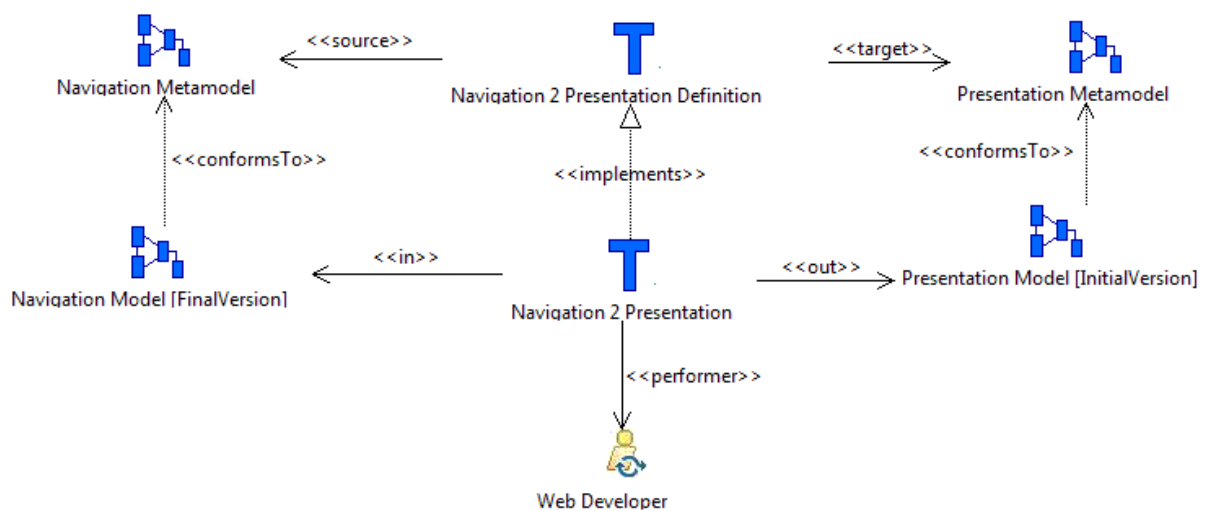 <<source>>
<<target>>
Navigation Metamodel
Navigation 2 Presentation Definition
Presentation Metamodel
<<conformsTo>>
<<implements>>
<<conformsTo>>
<<in>>
<<out>>
Navigation Model [FinalVersion]
Navigation 2 Presentation
Presentation Model [InitialVersion]
<<performer>>
Web Developer